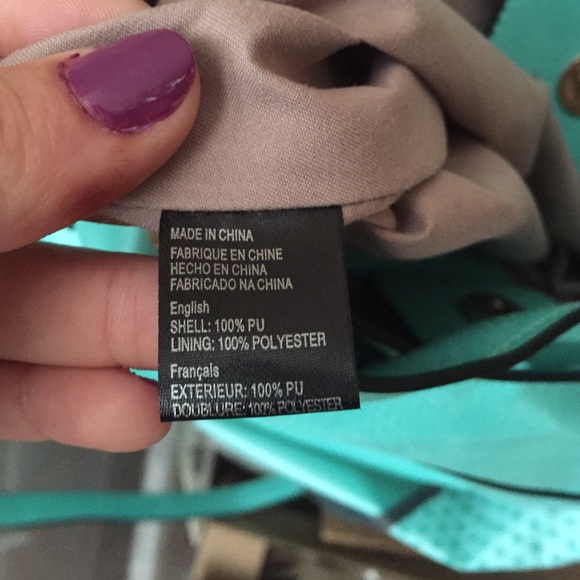 MADE IN CHINA
FABRIQUE EN CHINE
HECHO EN CHINA
FABRICADO NA CHINA
English
SHELL: 100% PU
LINING: 100% POLYESTER
Français
EXTERIEUR: 100% PU
DOUBLURE: 100% POLYESTER